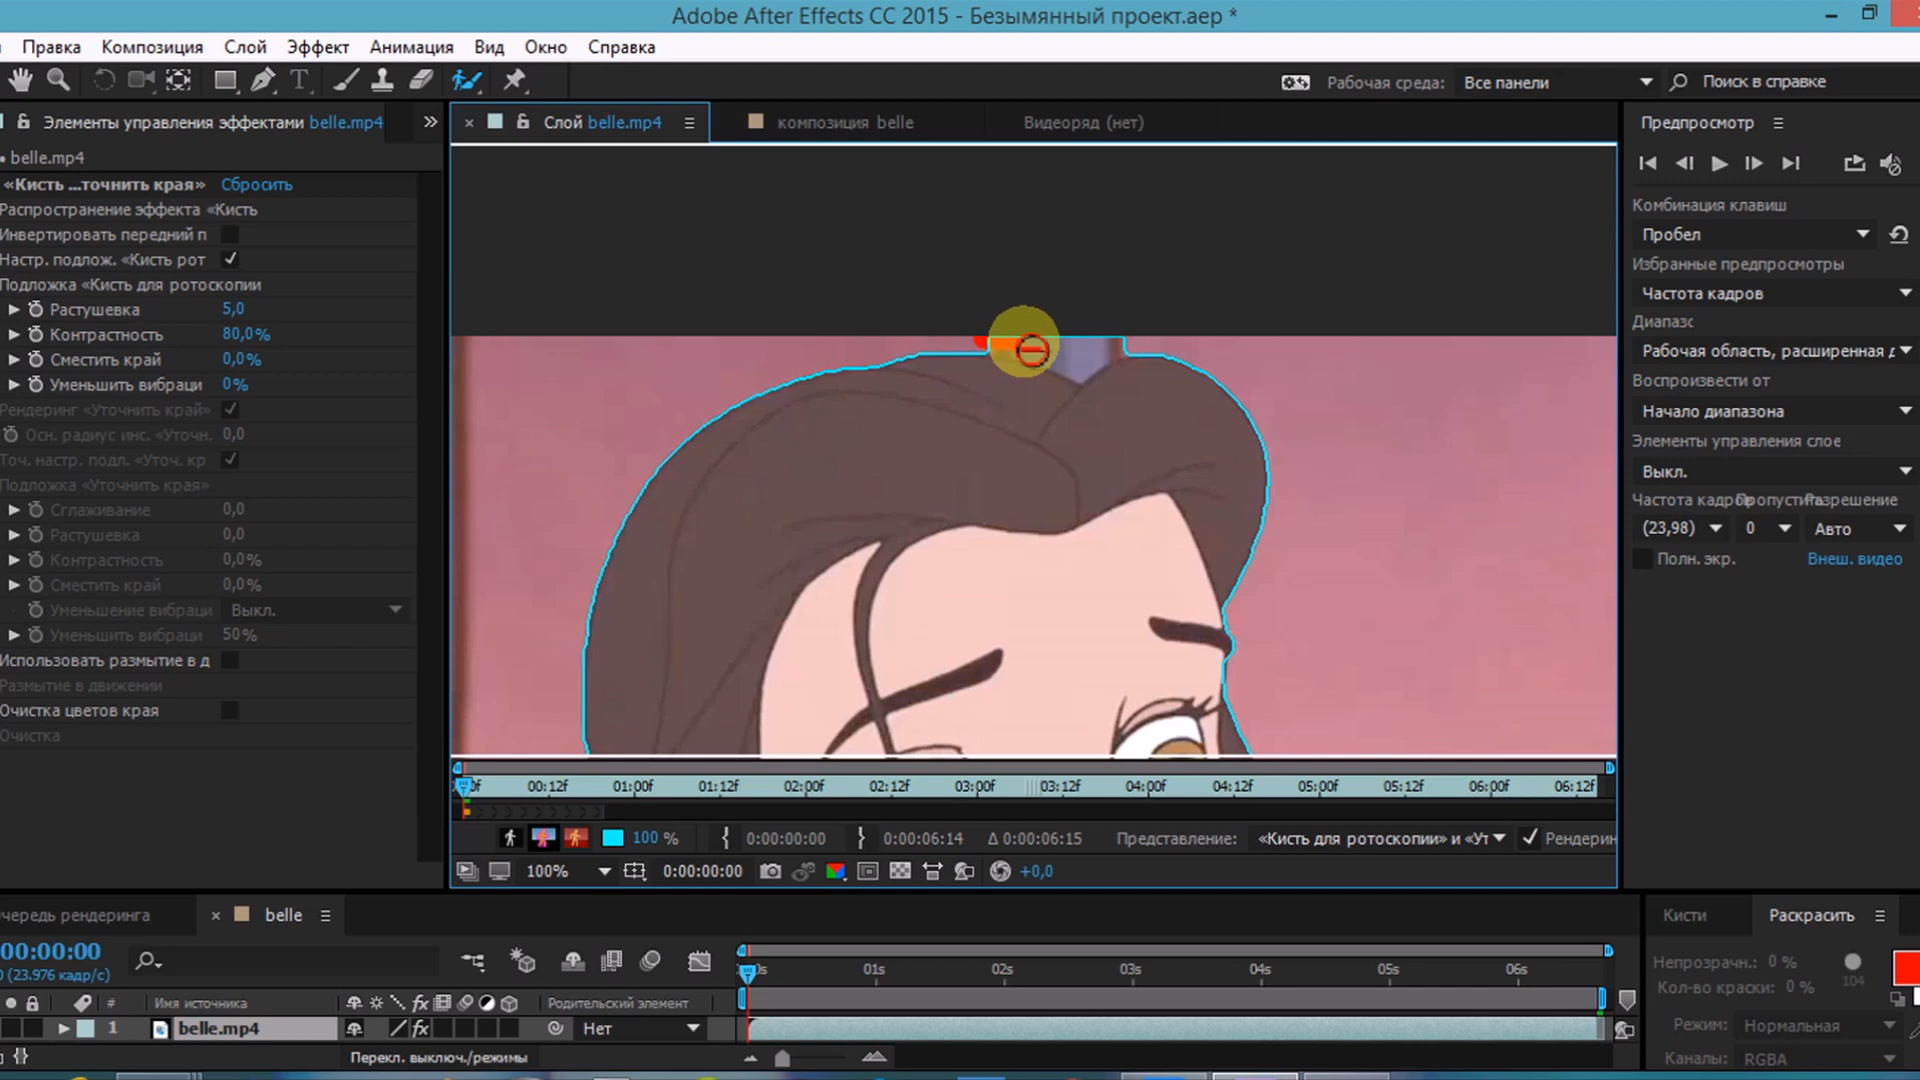 Adobe After Effects CC 2015 - Безымянный проект.aep *
Правка Композиция Слой Эффект Анимация Вид Окно Справка
Рабочая среда: Все панели Поиск в справке
Элементы управления эффектами belle.mp4 »
Слой belle.mp4 композиция belle Видеоряд (нет)
Предпросмотр
• belle.mp4
«Кисть ...точнить края» Сбросить
Распространение эффекта «Кисть
Инвертировать передний п
Настр. подлож. «Кисть рот
Подложка «Кисть для ротоскопии
Растушевка 5,0
Контрастность 80,0%
Сместить край 0,0%
Уменьшить вибраци 0%
Рендеринг «Уточнить край»
Осн. радиус инс. «Уточн. 0,0
Точ. настр. подл. «Уточ. кр
Подложка «Уточнить края»
Сглаживание 0,0
Растушевка 0,0
Контрастность 0,0%
Сместить край 0,0%
Уменьшение вибраци Выкл.
Уменьшить вибраци 50%
Использовать размытие в д
Размытие в движении
Очистка цветов края
Очистка
Комбинация клавиш
Пробел
Избранные предпросмотры
Частота кадров
Диапазс
Рабочая область, расширенная д
Воспроизвести от
Начало диапазона
Элементы управления слое
Выкл.
Частота кадров Пропустить Разрешение
(23,98) 0 Авто
Полн. экр. Внеш. видео
0f 00:12f 01:00f 01:12f 02:00f 02:12f 03:00f 03:12f 04:00f 04:12f 05:00f 05:12f 06:00f 06:12f
100 % 0:00:00:00 0:00:06:14 Δ 0:00:06:15 Представление: «Кисть для ротоскопии» и «Ут Рендерин
100% 0:00:00:00 +0,0
чередь рендеринга belle
00:00:00
0 (23.976 кадр/с)
0s 01s 02s 03s 04s 05s 06s
# Имя источника fx Родительский элемент
1 belle.mp4 fx Нет
Перекл. выключ./режимы
Кисти Раскрасить
Непрозрачн.: 0 %
Кол-во краски: 0 % 104
Режим: Нормальная
Каналы: RGBA